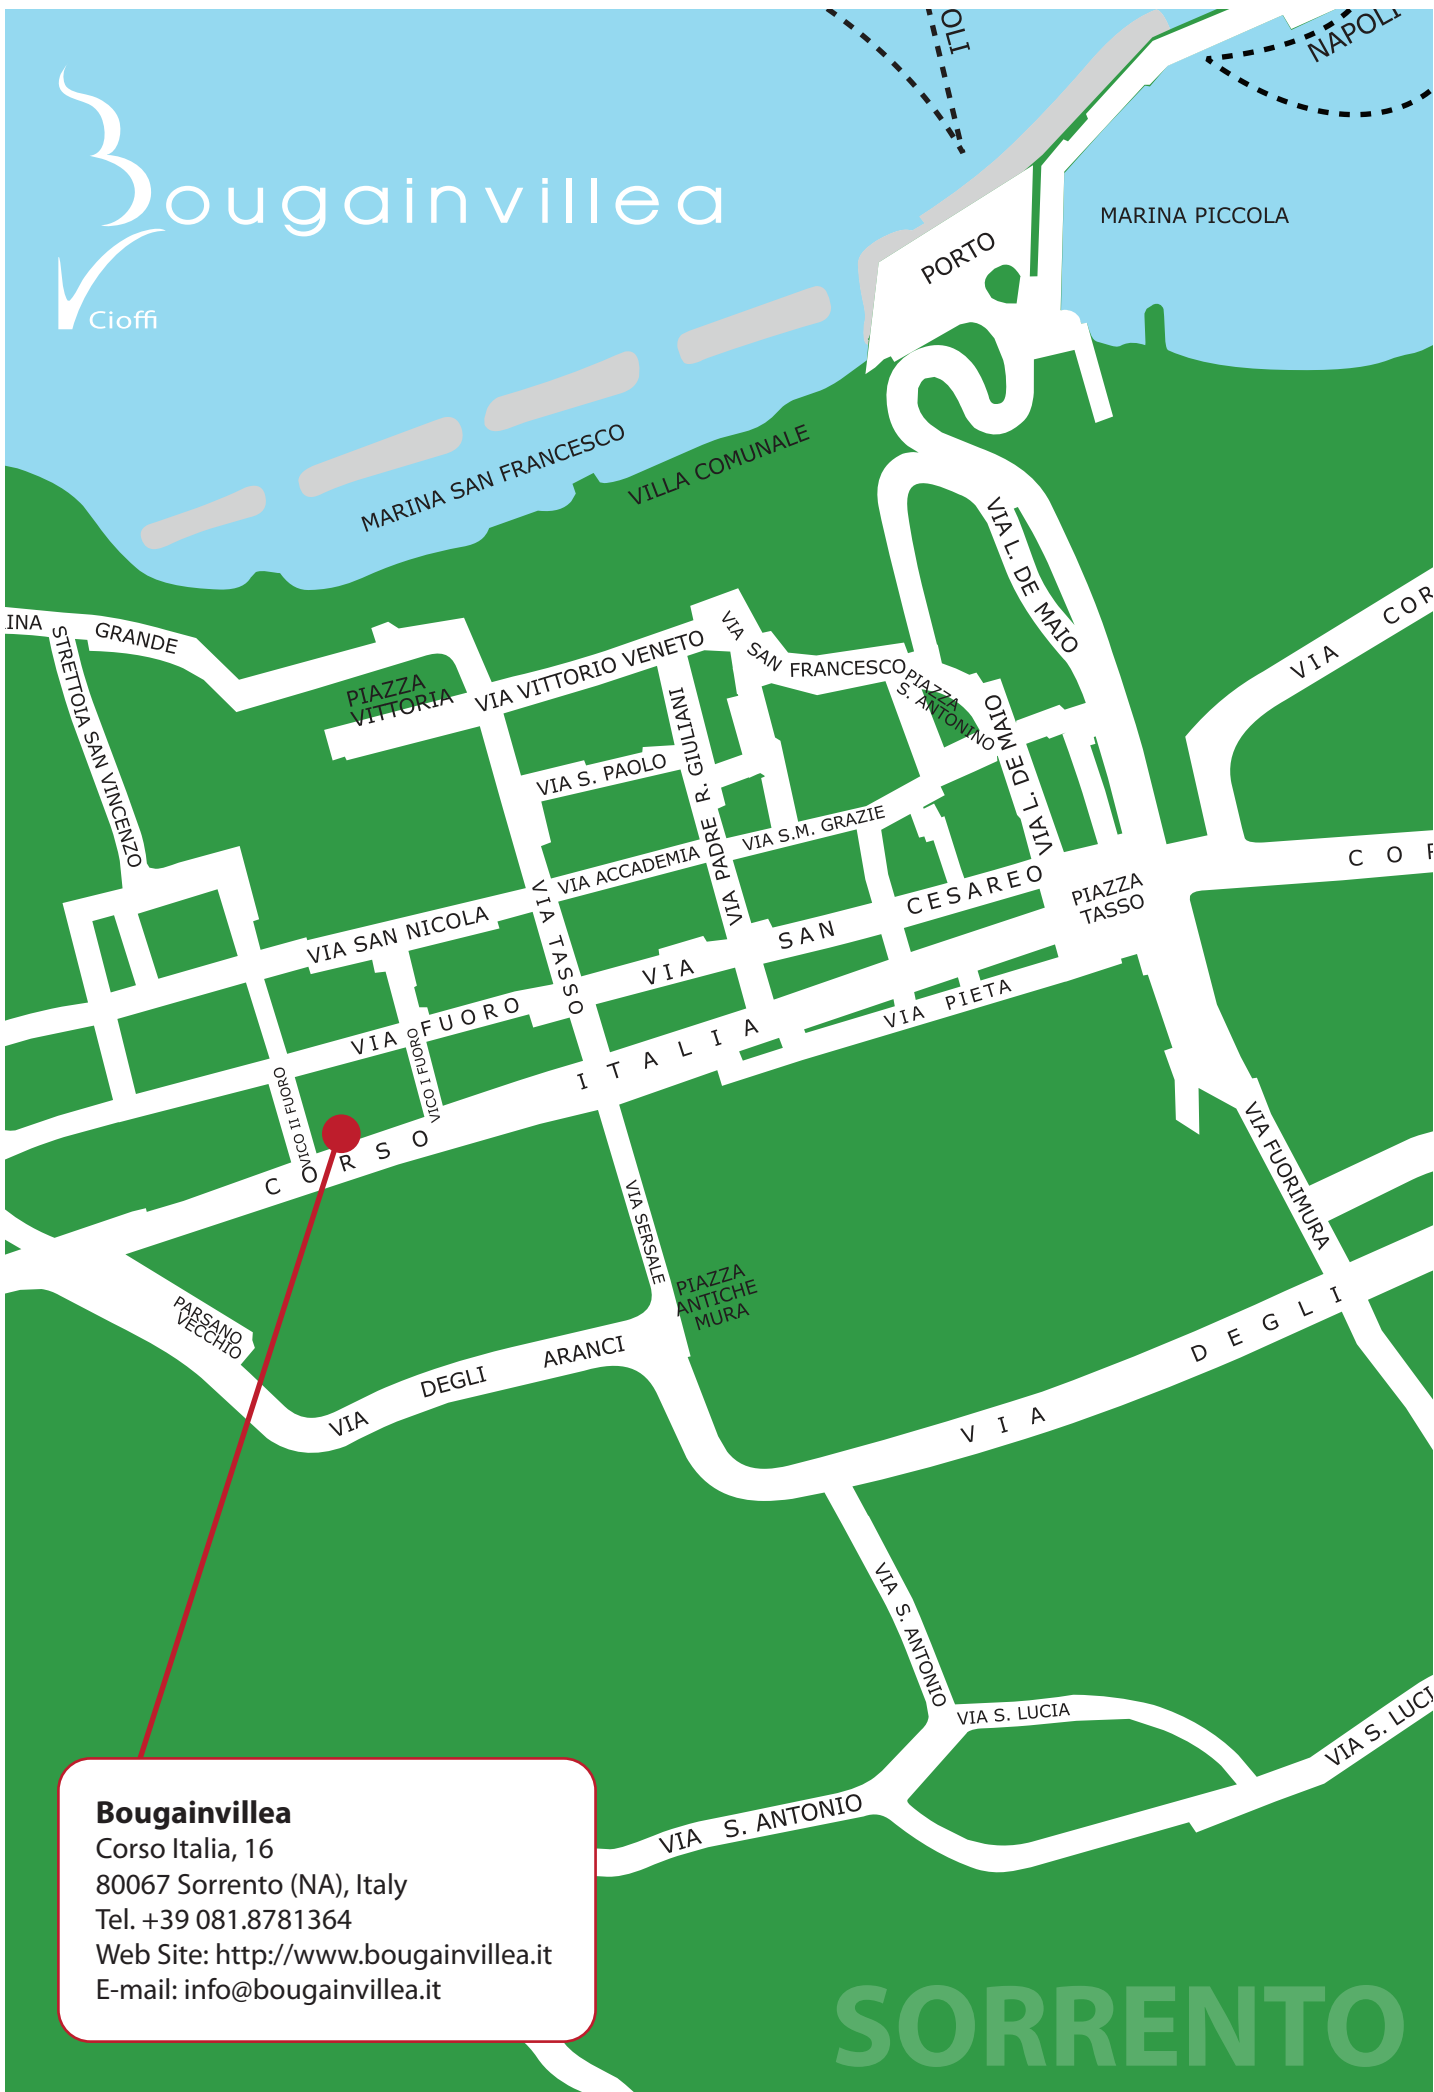 OLI
NAPOLI
Bougainvillea
Cioffi
MARINA PICCOLA
PORTO
MARINA SAN FRANCESCO
VILLA COMUNALE
VIA L. DE MAIO
INA GRANDE
STRETTOIA SAN VINCENZO
PIAZZA
VITTORIA
VIA VITTORIO VENETO
VIA SAN FRANCESCO
PIAZZA
S. ANTONINO
VIA L. DE MAIO
VIA COR
VIA S. PAOLO
VIA PADRE R. GIULIANI
VIA ACCADEMIA
VIA S.M. GRAZIE
COR
VIA SAN NICOLA
VIA TASSO
VIA SAN CESAREO
PIAZZA
TASSO
VIA FUORO
VICO I FUORO
VICO II FUORO
CORSO ITALIA
VIA PIETA
VIA SERSALE
VIA FUORIMURA
PIAZZA
ANTICHE
MURA
PARSANO
VECCHIO
VIA DEGLI ARANCI
VIA DEGLI
VIA S. ANTONIO
VIA S. LUCIA
VIA S. LUCI
VIA S. ANTONIO
Bougainvillea
Corso Italia, 16
80067 Sorrento (NA), Italy
Tel. +39 081.8781364
Web Site: http://www.bougainvillea.it
E-mail: info@bougainvillea.it
SORRENTO